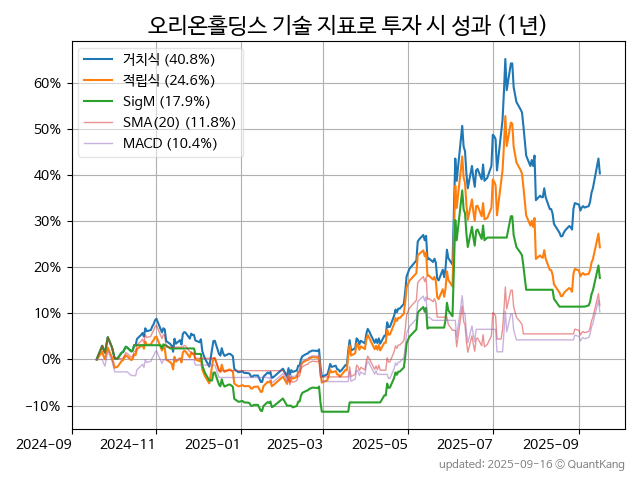 오리온홀딩스 기술 지표로 투자 시 성과 (1년)
거치식 (40.8%)
적립식 (24.6%)
SigM (17.9%)
SMA(20) (11.8%)
MACD (10.4%)
60%
50%
40%
30%
20%
10%
0%
−10%
2024-09
2024-11
2025-01
2025-03
2025-05
2025-07
2025-09
updated: 2025-09-16 © QuantKang